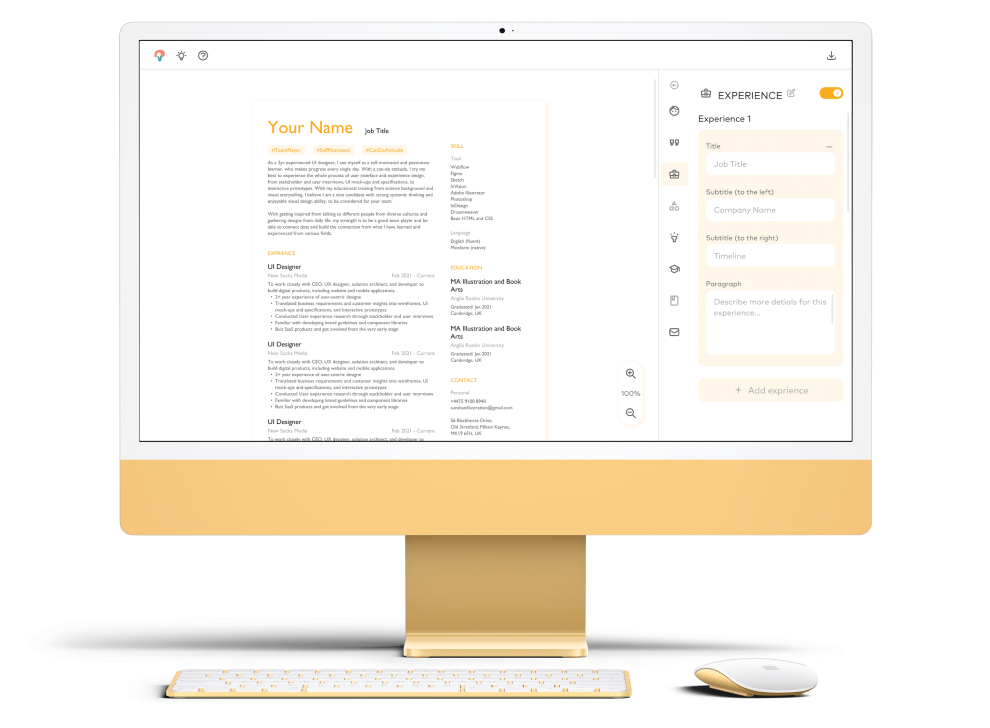 Your Name Job Title
#TeamPlayer #SelfMotivated #CanDoAttitude
As a 2yr experienced UI designer, I see myself as a self-motivated and passionate
learner, who makes progress every single day. With a can-do attitude, I try my
best to experience the whole process of user interface and experience design,
from stakeholder and user interviews, UI mock-ups and specifications, to
interactive prototypes. With my educational training from science background and
visual storytelling, I believe I am a nice candidate with strong systemic thinking and
enjoyable visual design ability, to be considered for your team.
With getting inspired from talking to different people from diverse cultures and
gathering designs from daily life, my strength is to be a good team player and be
able to connect dots and build the connection from what I have learned and
experienced from various fields.
EXPRIENCE
UI Designer
New Socks Media Feb 2021 - Current
To work closely with CEO, UX designer, solution architect, and developer to
build digital products, including website and mobile applications
• 2+ year experience of user-centric designe
• Translated business requirements and customer insights into wireframes, UI
mock-ups and specifications, and interactive prototypes
• Conducted User experience research through stackholder and user interviews
• Familier with developing brand guidelines and component libraries
• Buit SaaS products and got involved from the very early stage
UI Designer
New Socks Media Feb 2021 - Current
To work closely with CEO, UX designer, solution architect, and developer to
build digital products, including website and mobile applications
• 2+ year experience of user-centric designe
• Translated business requirements and customer insights into wireframes, UI
mock-ups and specifications, and interactive prototypes
• Conducted User experience research through stackholder and user interviews
• Familier with developing brand guidelines and component libraries
• Buit SaaS products and got involved from the very early stage
UI Designer
New Socks Media Feb 2021 - Current
To work closely with CEO, UX designer, solution architect, and developer to
SKILL
Tool
Webflow
Figma
Sketch
InVision
Adobe Illustrator
Photoshop
InDesign
Dreamweaver
Basic HTML and CSS
Language
English (fluent)
Mandarin (native)
EDUCATION
MA Illustration and Book
Arts
Anglia Ruskin University
Graduated/ Jan 2021
Cambridge, UK
MA Illustration and Book
Arts
Anglia Ruskin University
Graduated/ Jan 2021
Cambridge, UK
CONTACT
Personal
+4475 9100 8940
sunshaillustration@gmail.com
56 Blackhorse Drive,
Old Stratford, Milton Keynes,
MK19 6FH, UK
100%
EXPERIENCE
Experience 1
Title
Job Title
Subtitle (to the left)
Company Name
Subtitle (to the right)
Timeline
Paragraph
Describe more detials for this
experience...
+ Add exprience